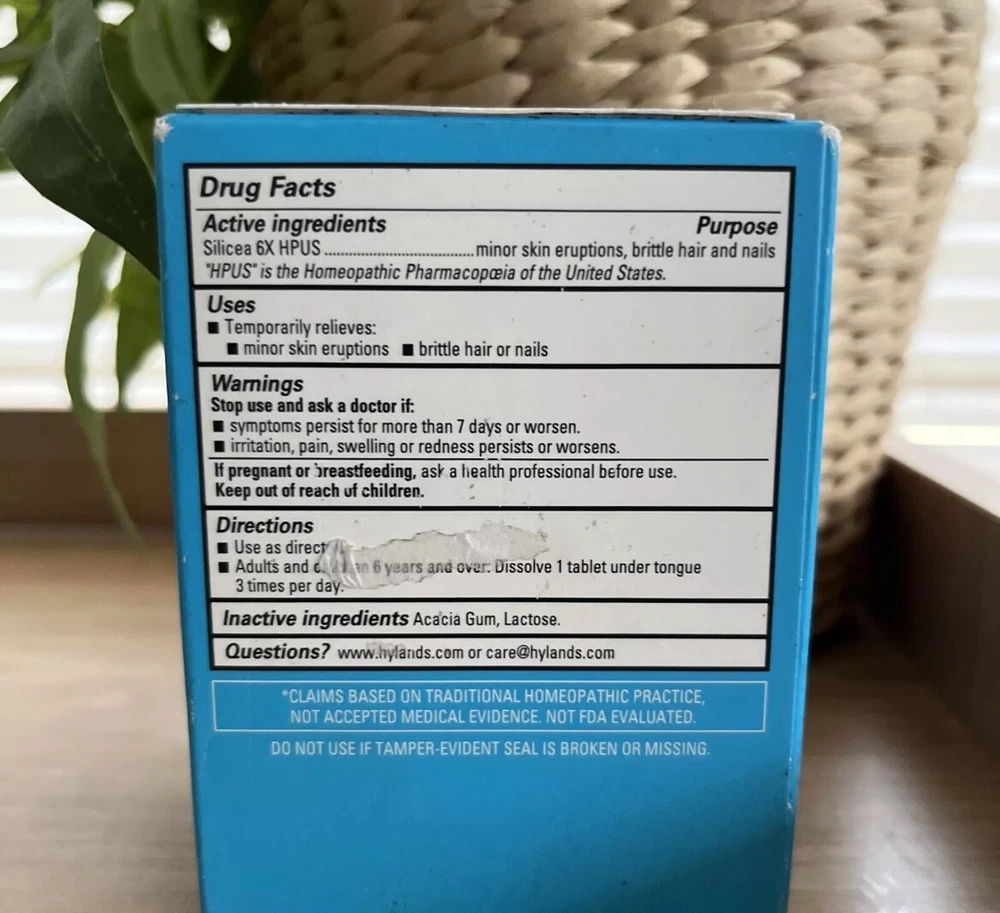 Drug Facts
Active ingredients Purpose
Silicea 6X HPUS ........................................ minor skin eruptions, brittle hair and nails
"HPUS" is the Homeopathic Pharmacopœia of the United States.
Uses
■ Temporarily relieves:
■ minor skin eruptions ■ brittle hair or nails
Warnings
Stop use and ask a doctor if:
■ symptoms persist for more than 7 days or worsen.
■ irritation, pain, swelling or redness persists or worsens.
If pregnant or breastfeeding, ask a health professional before use.
Keep out of reach of children.
Directions
■ Use as direct
■ Adults and 6 years and over: Dissolve 1 tablet under tongue
3 times per day.
Inactive ingredients Acacia Gum, Lactose.
Questions? www.hylands.com or care@hylands.com
*CLAIMS BASED ON TRADITIONAL HOMEOPATHIC PRACTICE,
NOT ACCEPTED MEDICAL EVIDENCE. NOT FDA EVALUATED.
DO NOT USE IF TAMPER-EVIDENT SEAL IS BROKEN OR MISSING.